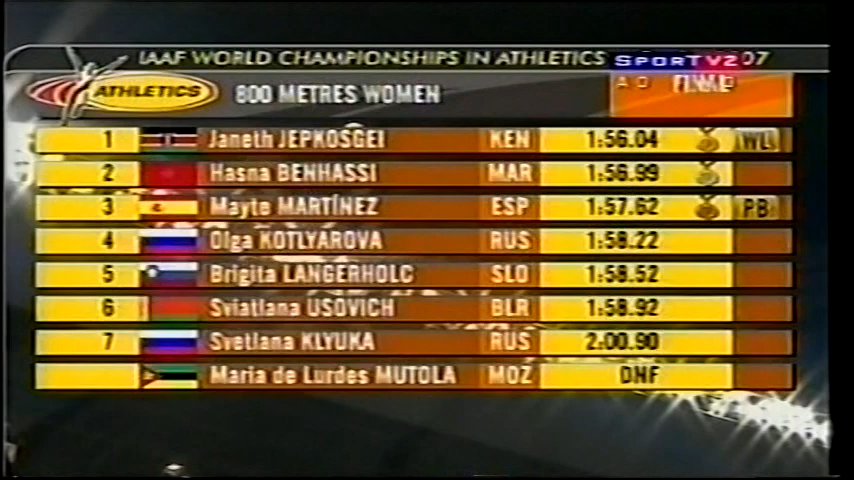 IAAF WORLD CHAMPIONSHIPS IN ATHLETICS SPORTV2 07
ATHLETICS 800 METRES WOMEN FINAL
1 Janeth JEPKOSGEI KEN 1:56.04 WL
2 Hasna BENHASSI MAR 1:56.99
3 Mayte MARTÍNEZ ESP 1:57.62 PB
4 Olga KOTLYAROVA RUS 1:58.22
5 Brigita LANGERHOLC SLO 1:58.52
6 Sviatlana USOVICH BLR 1:58.92
7 Svetlana KLYUKA RUS 2:00.90
Maria de Lurdes MUTOLA MOZ DNF